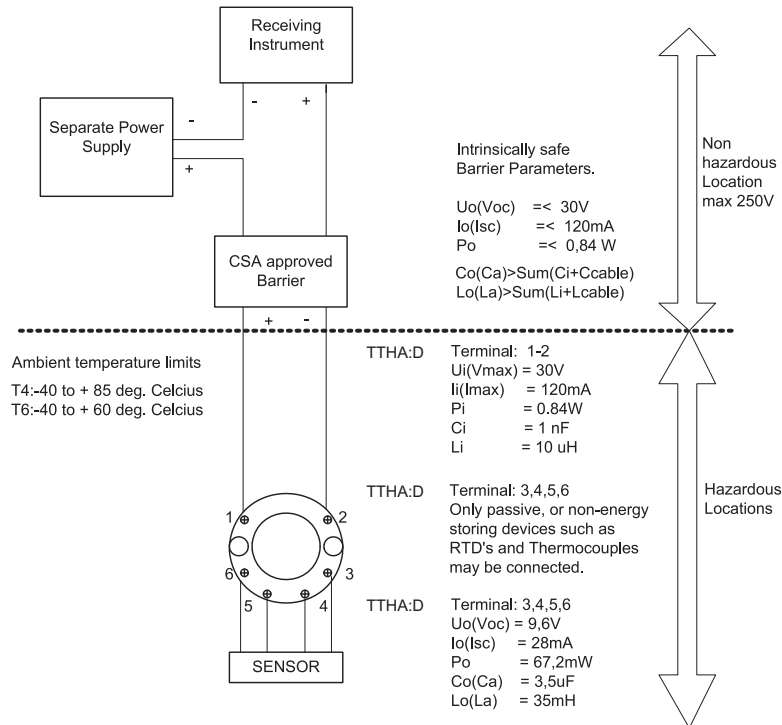 Receiving
Instrument
- +
Separate Power
Supply
-
+
CSA approved
Barrier
+ -
Intrinsically safe
Barrier Parameters.
Uo(Voc) =< 30V
Io(Isc) =< 120mA
Po =< 0,84 W
Co(Ca)>Sum(Ci+Ccable)
Lo(La)>Sum(Li+Lcable)
Non
hazardous
Location
max 250V
Ambient temperature limits
T4:-40 to + 85 deg. Celcius
T6:-40 to + 60 deg. Celcius
TTHA:D Terminal: 1-2
Ui(Vmax) = 30V
Ii(Imax) = 120mA
Pi = 0.84W
Ci = 1 nF
Li = 10 uH
TTHA:D Terminal: 3,4,5,6
Only passive, or non-energy
storing devices such as
RTD's and Thermocouples
may be connected.
Hazardous
Locations
1 2
6 3
5 4
SENSOR
TTHA:D Terminal: 3,4,5,6
Uo(Voc) = 9,6V
Io(Isc) = 28mA
Po = 67,2mW
Co(Ca) = 3,5uF
Lo(La) = 35mH